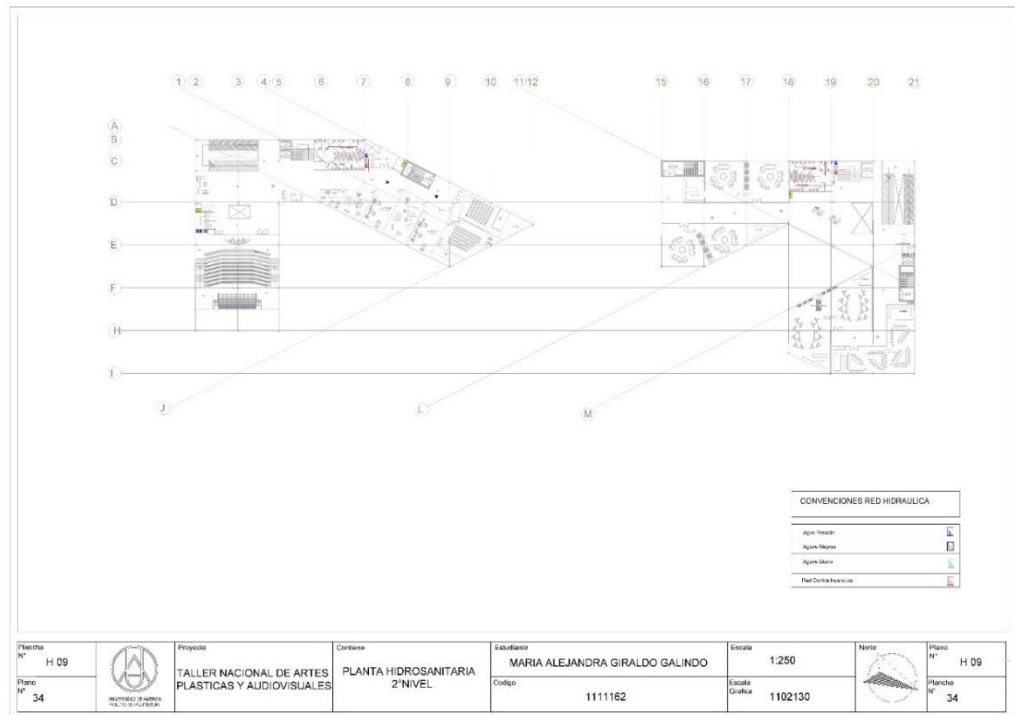 1 2 3 4 5 6 7 8 9 10 11/12 15 16 17 18 19 20 21
A
B
C
D
E
F
H
I
J
L
M
CONVENCIONES RED HIDRAULICA
Agua Potable
Aguas Negras
Aguas Lluvia
Red Contra Incendios
Plancha
N°
H 09
Plano
N°
34
UNIVERSIDAD DE AMERICA
Proyecto
TALLER NACIONAL DE ARTES
PLASTICAS Y AUDIOVISUALES
Contiene
PLANTA HIDROSANITARIA
2°NIVEL
Estudiante
MARIA ALEJANDRA GIRALDO GALINDO
Codigo
1111162
Escala
1:250
Escala
Grafica
1102130
Norte
Plano
N°
H 09
Plancha
N°
34